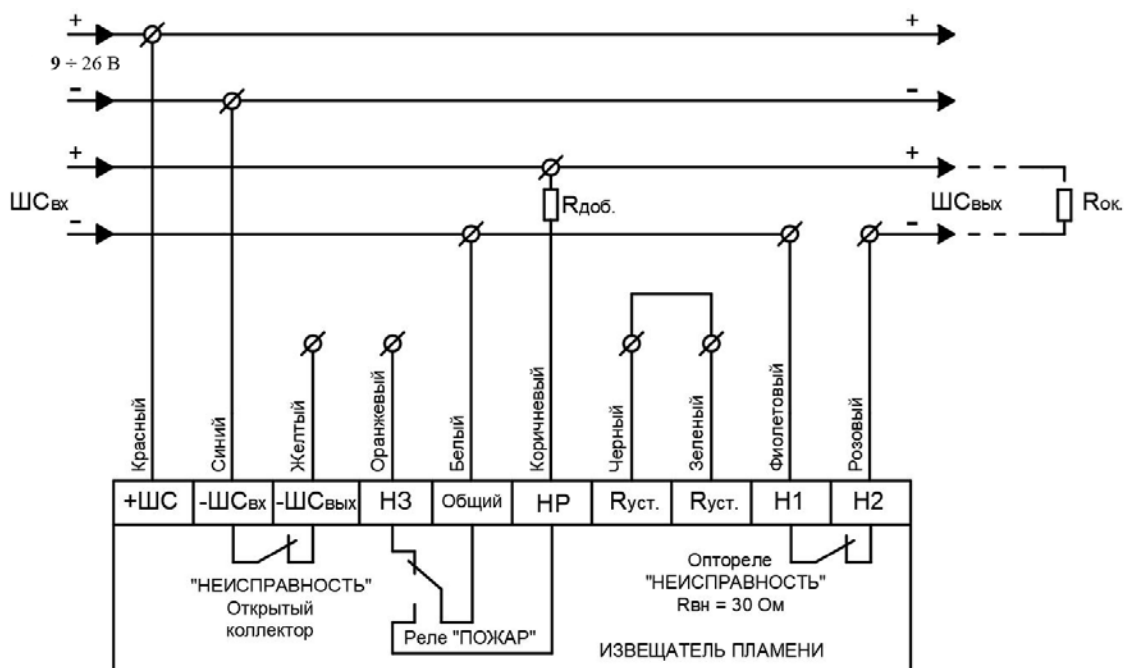 + +
9 ÷ 26 В
- -
+ +
ШСвх Rдоб. ШСвых Rок.
- -
Красный
Синий
Желтый
Оранжевый
Белый
Коричневый
Черный
Зеленый
Фиолетовый
Розовый
+ШС -ШСвх -ШСвых НЗ Общий НР Rуст. Rуст. Н1 Н2
"НЕИСПРАВНОСТЬ"
Открытый
коллектор
Реле "ПОЖАР"
Оптореле
"НЕИСПРАВНОСТЬ"
Rвн = 30 Ом
ИЗВЕЩАТЕЛЬ ПЛАМЕНИ